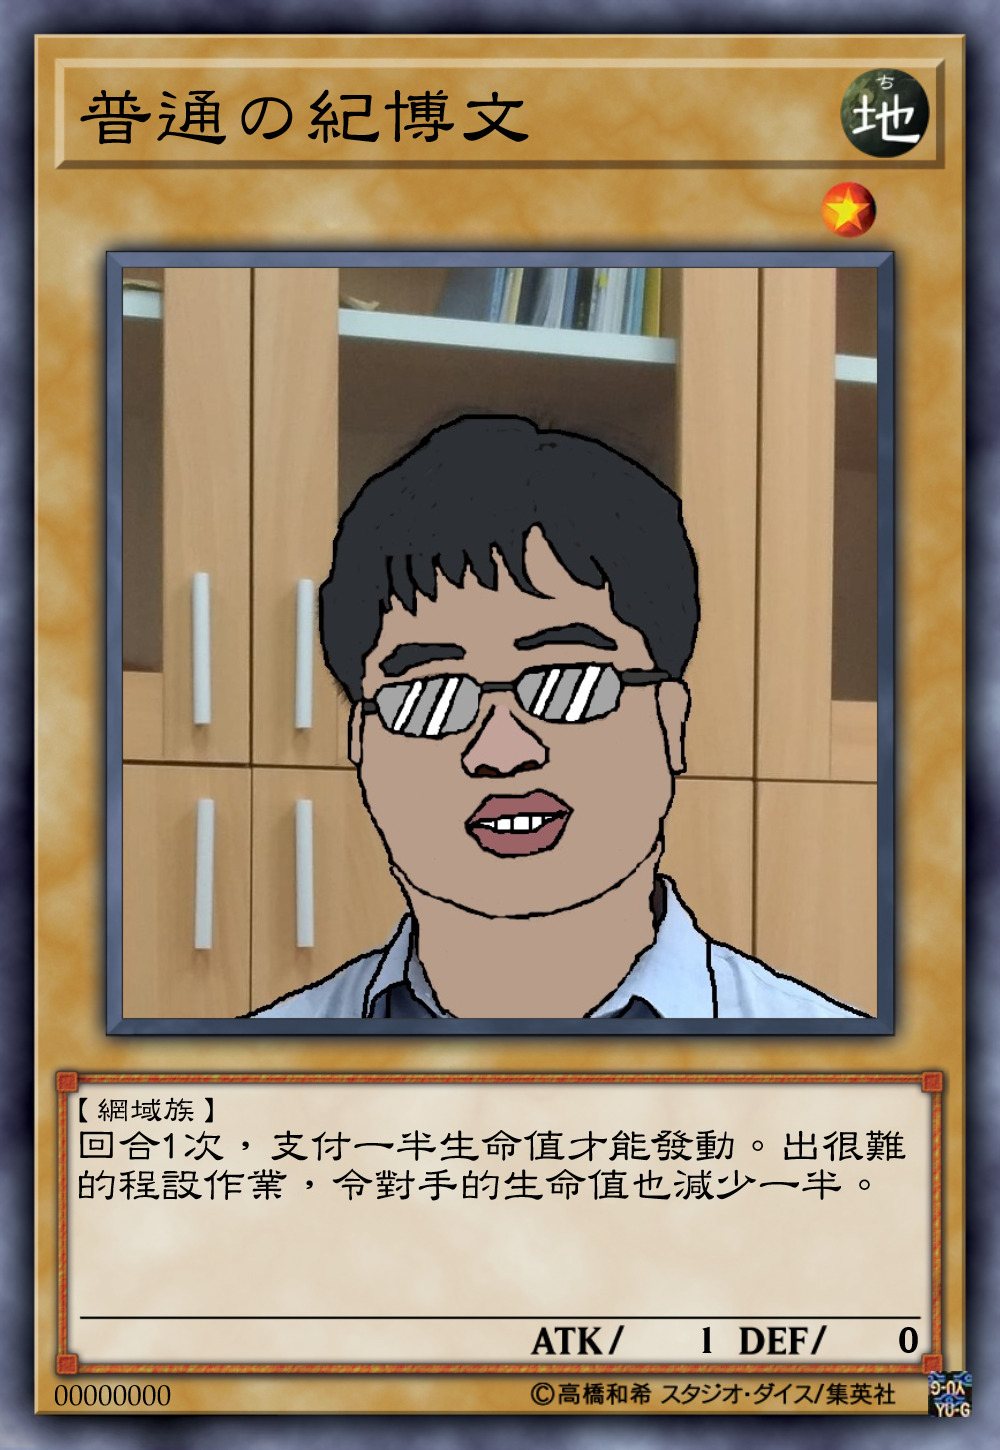 普通の紀博文
ち
地
【網域族】
回合1次，支付一半生命值才能發動。出很難
的程設作業，令對手的生命值也減少一半。
ATK/ 1 DEF/ 0
00000000
©高橋和希 スタジオ・ダイス/集英社
YU-G
YU-G